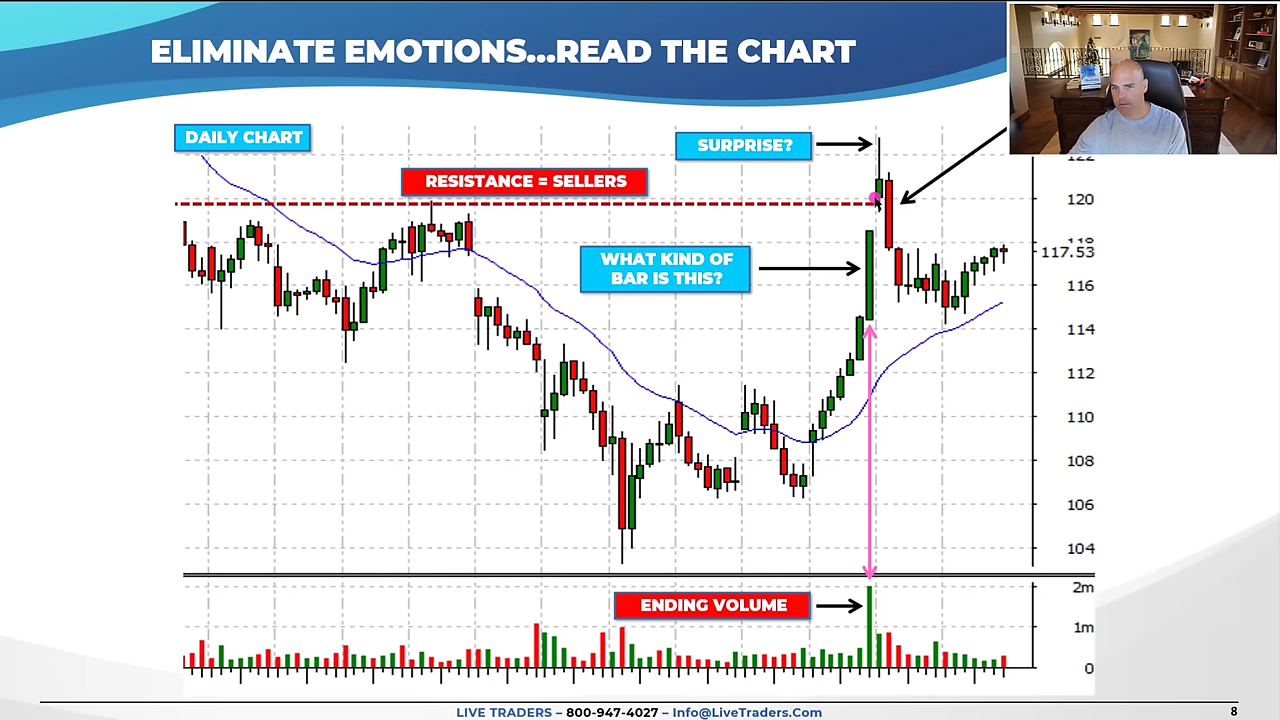 ELIMINATE EMOTIONS...READ THE CHART
DAILY CHART
SURPRISE?
RESISTANCE = SELLERS
WHAT KIND OF
BAR IS THIS?
122
120
117.53
116
114
112
110
108
106
104
ENDING VOLUME
2m
1m
0
LIVE TRADERS – 800-947-4027 – Info@LiveTraders.Com
8